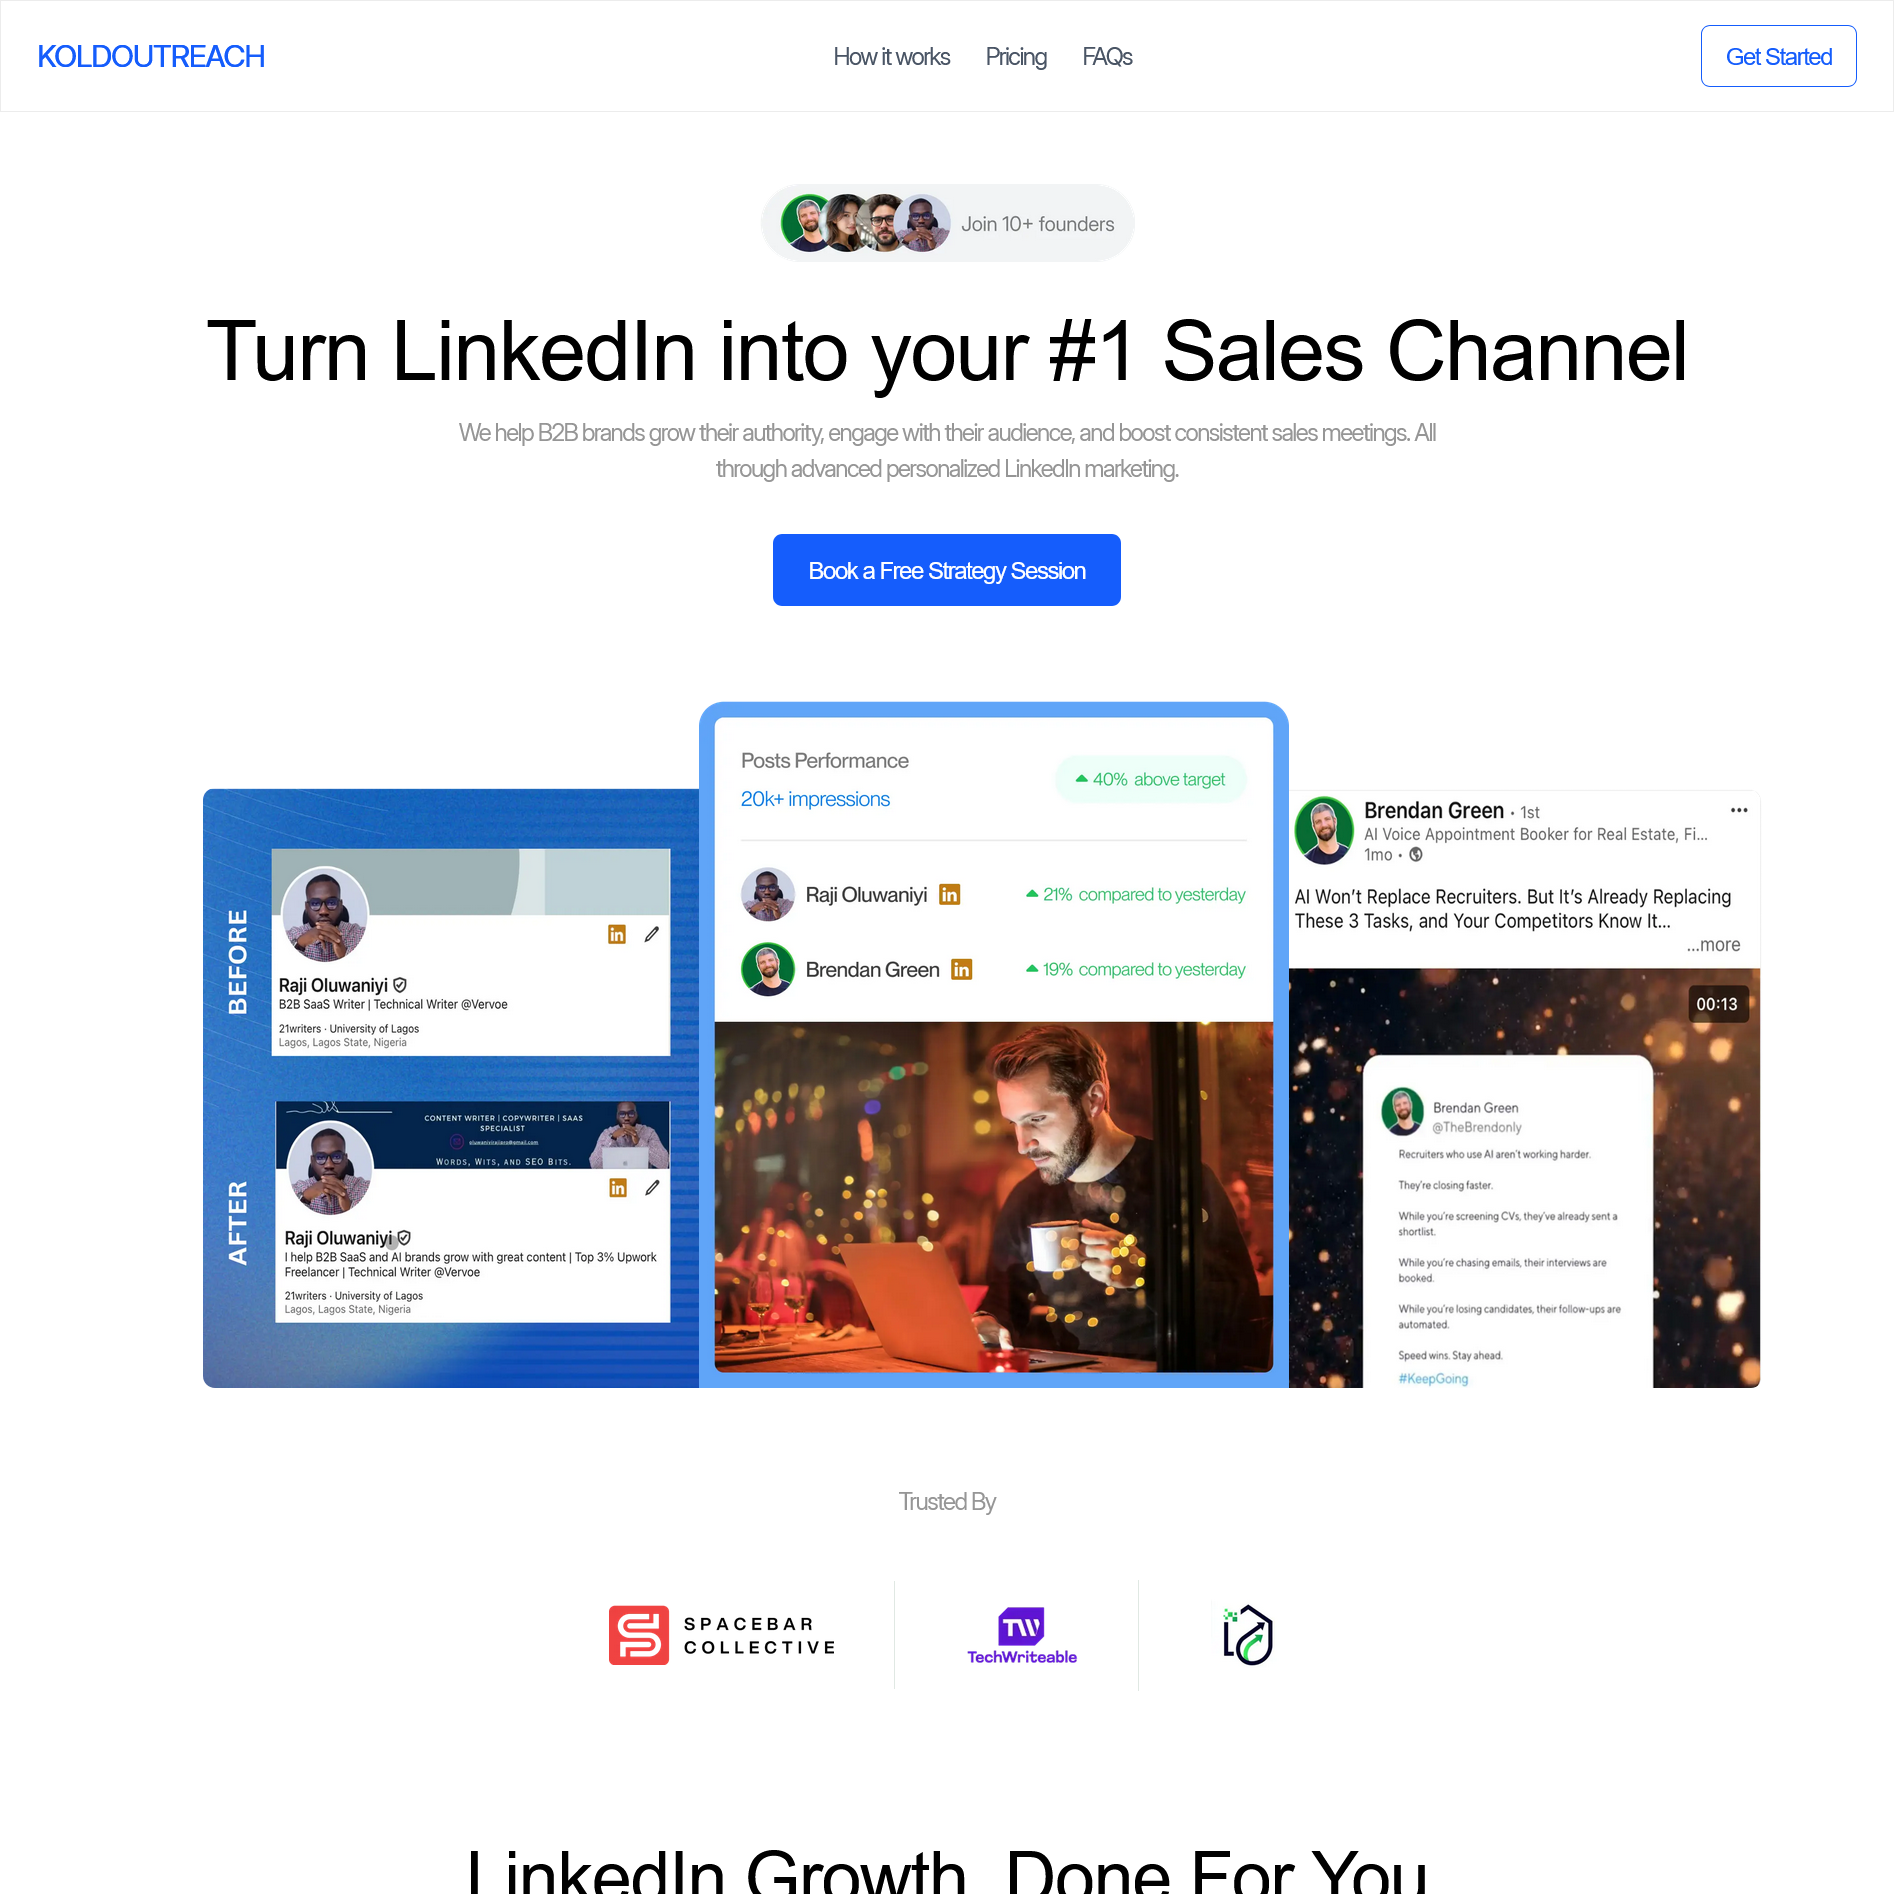 KOLDOUTREACH
How it works
Pricing
FAQs
Get Started
Join 10+ founders
Turn LinkedIn into your #1 Sales Channel
We help B2B brands grow their authority, engage with their audience, and boost consistent sales meetings. All
through advanced personalized LinkedIn marketing.
Book a Free Strategy Session
BEFORE
in
Raji Oluwaniyi
B2B SaaS Writer | Technical Writer @Vervoe
21writers · University of Lagos
Lagos, Lagos State, Nigeria
AFTER
CONTENT WRITER | COPYWRITER | SAAS
SPECIALIST
WORDS, WITS, AND SEO BITS.
in
Raji Oluwaniyi
I help B2B SaaS and AI brands grow with great content | Top 3% Upwork
Freelancer | Technical Writer @Vervoe
21writers · University of Lagos
Lagos, Lagos State, Nigeria
Posts Performance
20k+ impressions
40% above target
Raji Oluwaniyi in
21% compared to yesterday
Brendan Green in
19% compared to yesterday
Brendan Green · 1st
AI Voice Appointment Booker for Real Estate, Fi...
1mo ·
AI Won't Replace Recruiters. But It's Already Replacing
These 3 Tasks, and Your Competitors Know It...
...more
00:13
Brendan Green
@TheBrendonly
Recruiters who use AI aren't working harder.
They're closing faster.
While you're screening CVs, they've already sent a
shortlist.
While you're chasing emails, their interviews are
booked.
While you're losing candidates, their follow-ups are
automated.
Speed wins. Stay ahead.
#KeepGoing
Trusted By
SPACEBAR
COLLECTIVE
TW
TechWriteable
LinkedIn Growth, Done For You